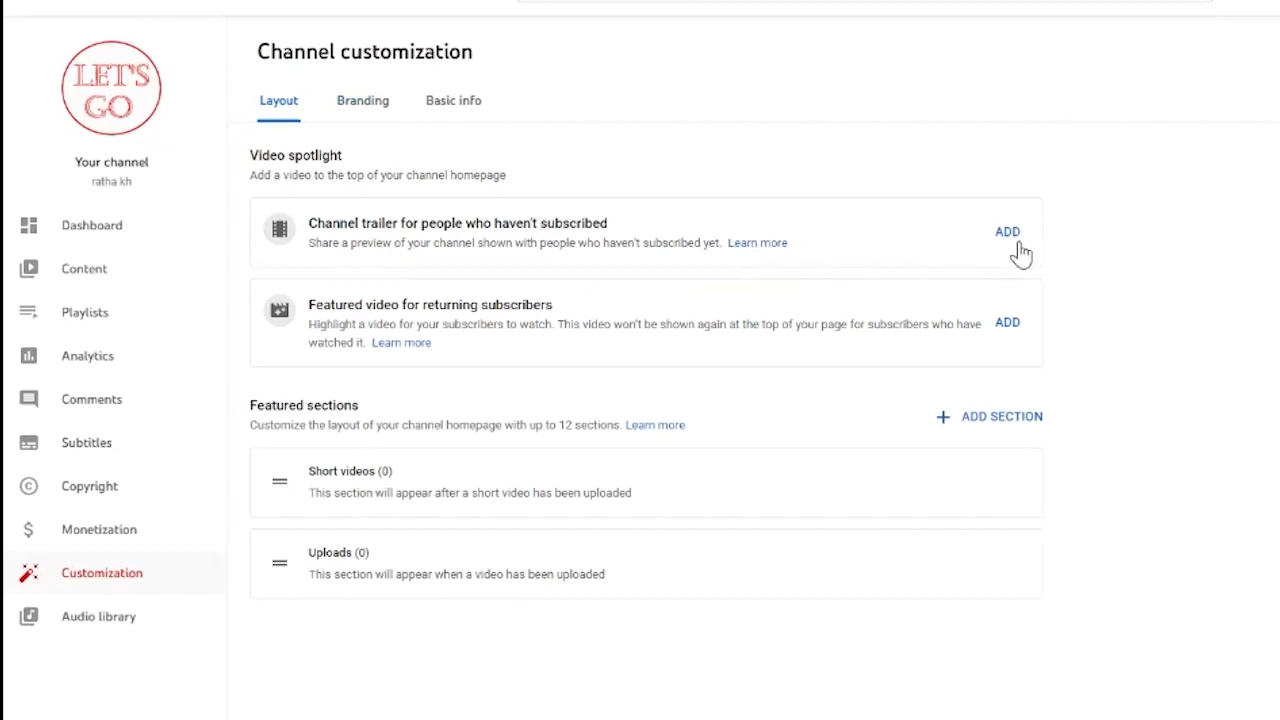 LET'S
GO
Your channel
ratha kh
Dashboard
Content
Playlists
Analytics
Comments
Subtitles
Copyright
Monetization
Customization
Audio library
Channel customization
Layout Branding Basic info
Video spotlight
Add a video to the top of your channel homepage
Channel trailer for people who haven't subscribed
Share a preview of your channel shown with people who haven't subscribed yet. Learn more
ADD
Featured video for returning subscribers
Highlight a video for your subscribers to watch. This video won't be shown again at the top of your page for subscribers who have
watched it. Learn more
ADD
Featured sections
Customize the layout of your channel homepage with up to 12 sections. Learn more
+ ADD SECTION
Short videos (0)
This section will appear after a short video has been uploaded
Uploads (0)
This section will appear when a video has been uploaded